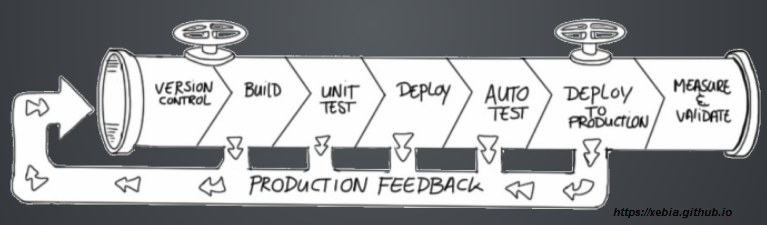 VERSION
CONTROL
BUILD
UNIT
TEST
DEPLOY
AUTO
TEST
DEPLOY
TO
PRODUCTION
MEASURE
&
VALIDATE
PRODUCTION FEEDBACK
https://xebia.github.io